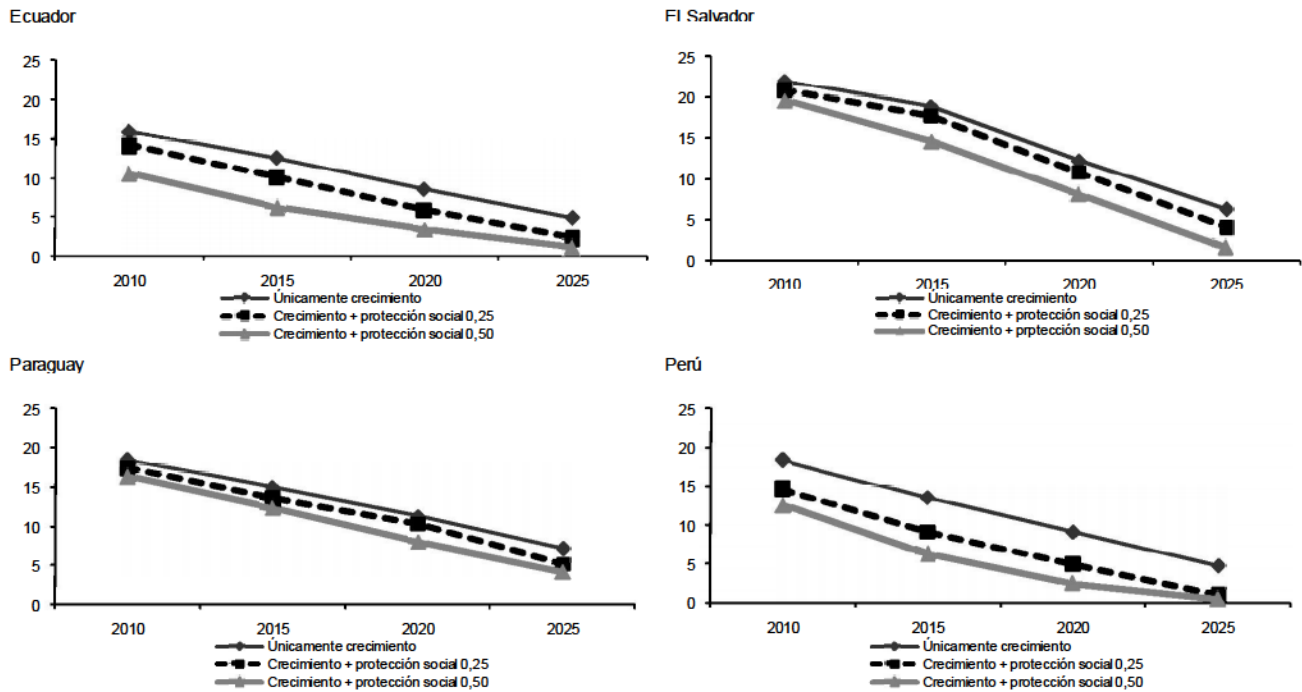 Ecuador
25
20
15
10
5
0
2010 2015 2020 2025
Únicamente crecimiento
Crecimiento + protección social 0,25
Crecimiento + protección social 0,50
El Salvador
25
20
15
10
5
0
2010 2015 2020 2025
Únicamente crecimiento
Crecimiento + protección social 0,25
Crecimiento + prptección social 0,50
Paraguay
25
20
15
10
5
0
2010 2015 2020 2025
Únicamente crecimiento
Crecimiento + protección social 0,25
Crecimiento + protección social 0,50
Perú
25
20
15
10
5
0
2010 2015 2020 2025
Únicamente crecimiento
Crecimiento + protección social 0,25
Crecimiento + protección social 0,50